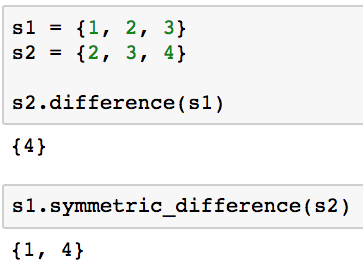 s1 = {1, 2, 3}
s2 = {2, 3, 4}
s2.difference(s1)
{4}
s1.symmetric_difference(s2)
{1, 4}